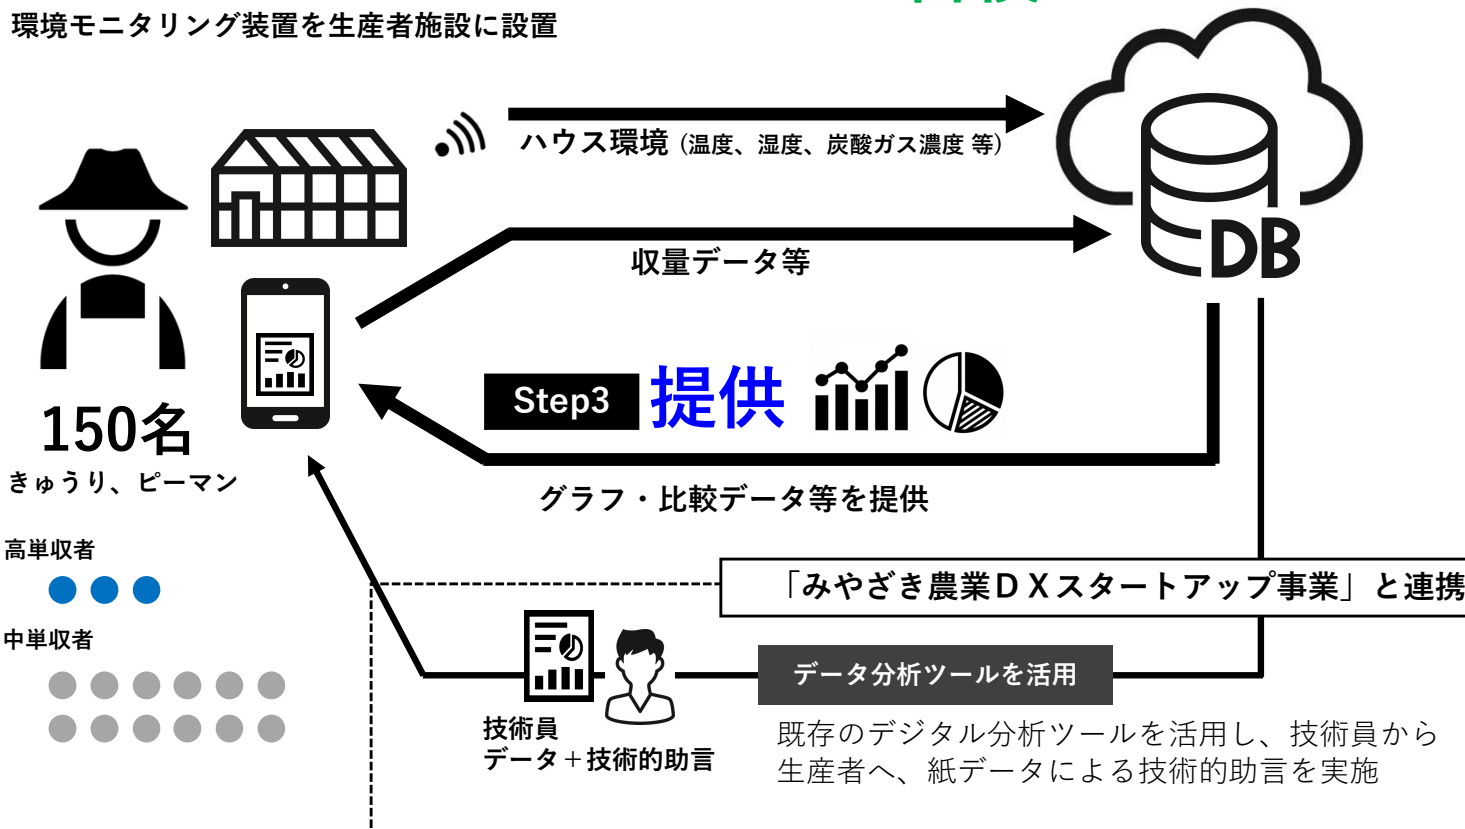 環境モニタリング装置を生産者施設に設置
ハウス環境（温度、湿度、炭酸ガス濃度 等）
DB
収量データ等
Step3 提供
150名
きゅうり、ピーマン
グラフ・比較データ等を提供
高単収者
「みやざき農業ＤＸスタートアップ事業」と連携
中単収者
データ分析ツールを活用
技術員
データ＋技術的助言
既存のデジタル分析ツールを活用し、技術員から
生産者へ、紙データによる技術的助言を実施